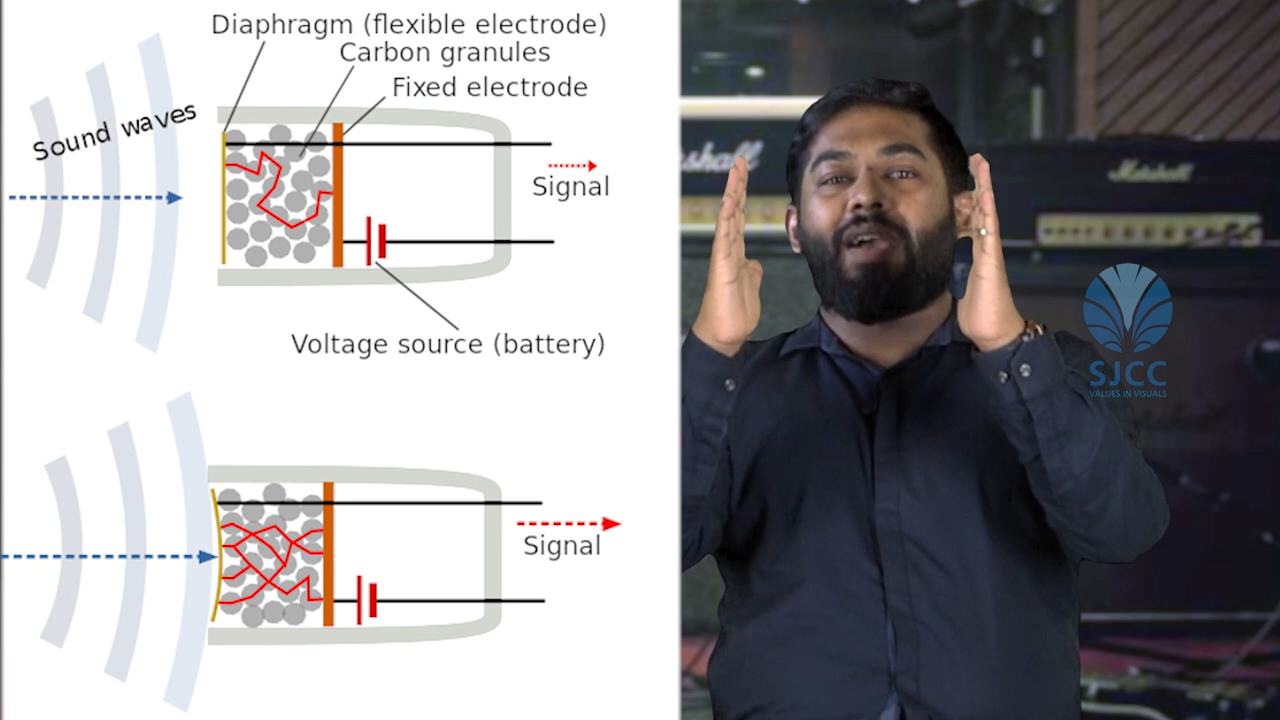 Diaphragm (flexible electrode)
Carbon granules
Fixed electrode
Sound waves
Signal
Voltage source (battery)
Signal
Marshall
SJCC
VALUES IN VISUALS